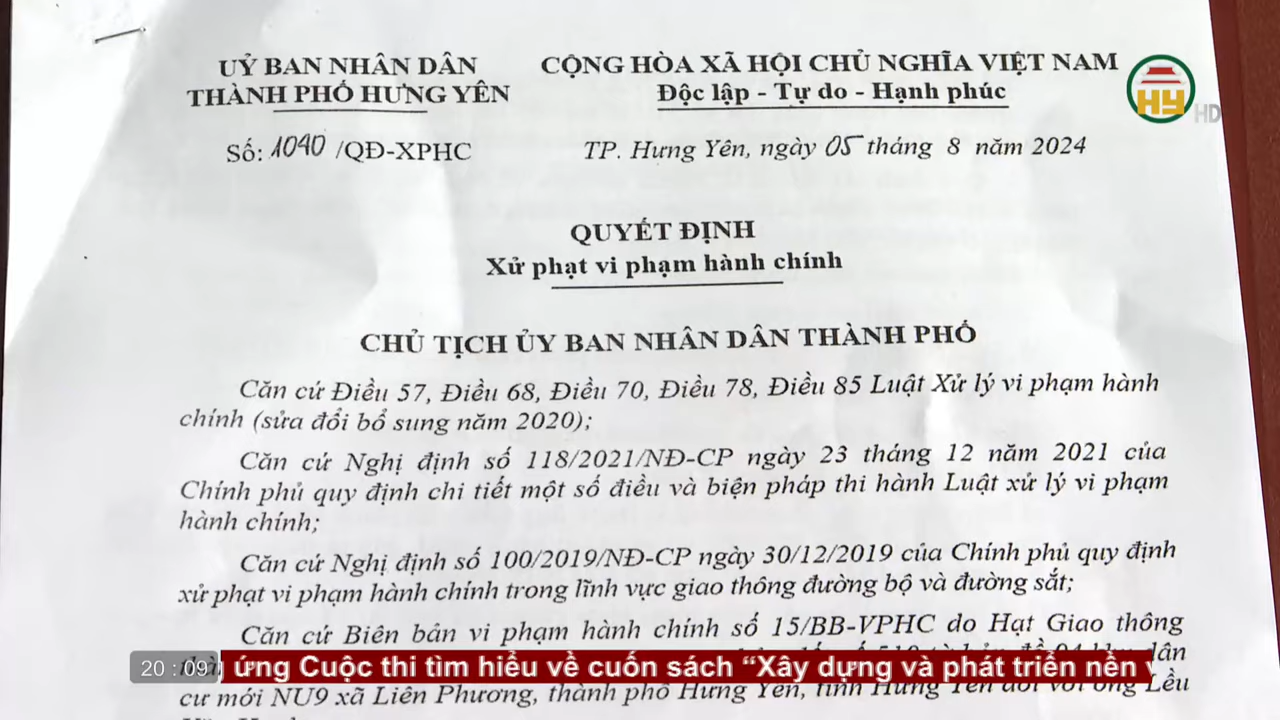 UỶ BAN NHÂN DÂN
THÀNH PHỐ HƯNG YÊN
Số: 1040 /QĐ-XPHC
CỘNG HÒA XÃ HỘI CHỦ NGHĨA VIỆT NAM
Độc lập - Tự do - Hạnh phúc
TP. Hưng Yên, ngày 05 tháng 8 năm 2024
HY HD
QUYẾT ĐỊNH
Xử phạt vi phạm hành chính
CHỦ TỊCH ỦY BAN NHÂN DÂN THÀNH PHỐ
Căn cứ Điều 57, Điều 68, Điều 70, Điều 78, Điều 85 Luật Xử lý vi phạm hành
chính (sửa đổi bổ sung năm 2020);
Căn cứ Nghị định số 118/2021/NĐ-CP ngày 23 tháng 12 năm 2021 của
Chính phủ quy định chi tiết một số điều và biện pháp thi hành Luật xử lý vi phạm
hành chính;
Căn cứ Nghị định số 100/2019/NĐ-CP ngày 30/12/2019 của Chính phủ quy định
xử phạt vi phạm hành chính trong lĩnh vực giao thông đường bộ và đường sắt;
Căn cứ Biên bản vi phạm hành chính số 15/BB-VPHC do Hạt Giao thông
dân
20 : 09 ứng Cuộc thi tìm hiểu về cuốn sách “Xây dựng và phát triển nền
cư mới NU9 xã Liên Phương, thành phố Hưng Yên, tỉnh Hưng Yên đối với ông Lều